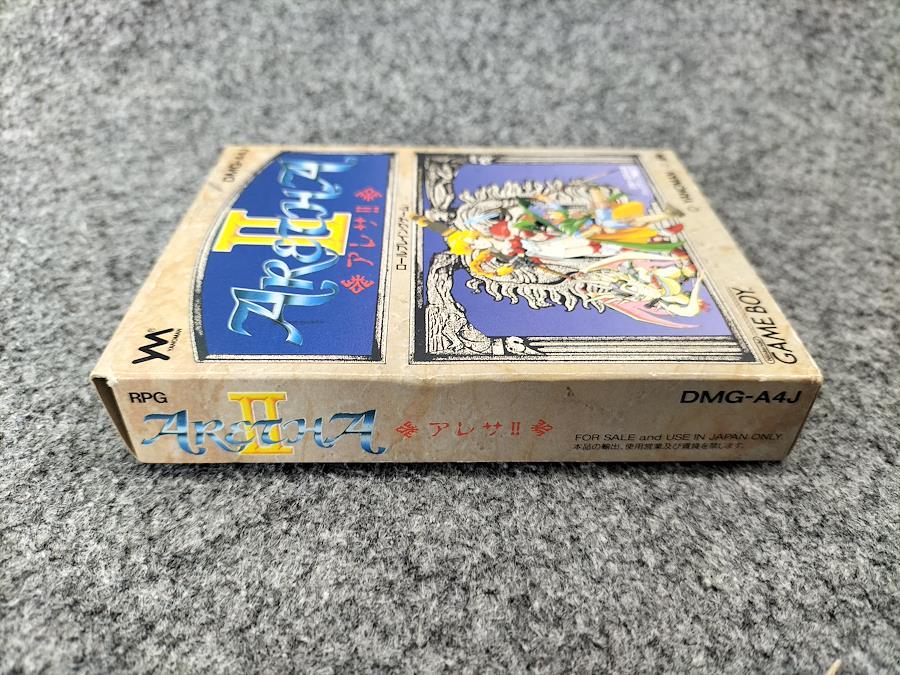 DMG-A4J
ARETHA
II
アレサII
ロールプレイングゲーム
YANOMAN
© YANOMAN
GAME BOY
RPG
ARETHA
II
アレサII
DMG-A4J
FOR SALE and USE IN JAPAN ONLY.
本品の輸出、使用営業及び賃貸を禁じます。